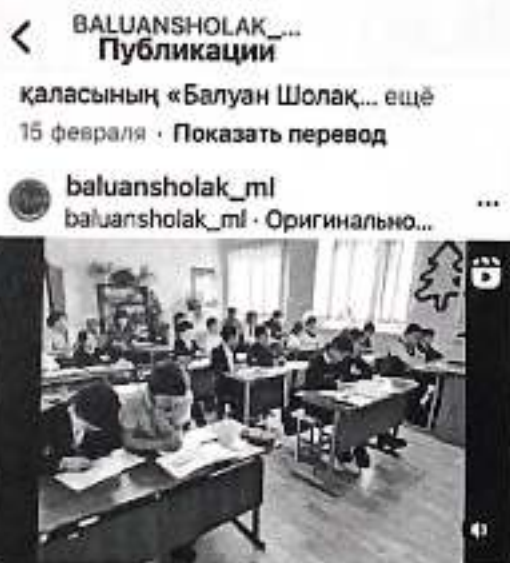 BALUANSHOLAK_...
Публикации
қаласының «Балуан Шолақ... ещё
15 февраля · Показать перевод
baluansholak_ml
baluansholak_ml · Оригинально...